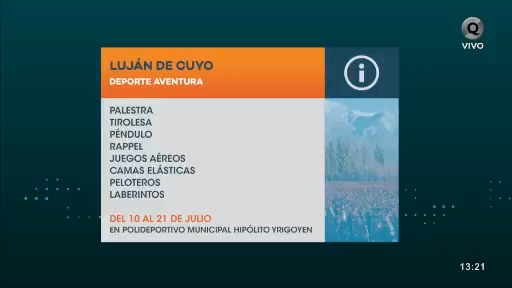 LUJÁN DE CUYO
DEPORTE AVENTURA
Q
VIVO
PALESTRA
TIROLESA
PÉNDULO
RAPPEL
JUEGOS AÉREOS
CAMAS ELÁSTICAS
PELOTEROS
LABERINTOS
DEL 10 AL 21 DE JULIO
EN POLIDEPORTIVO MUNICIPAL HIPÓLITO YRIGOYEN
13:21